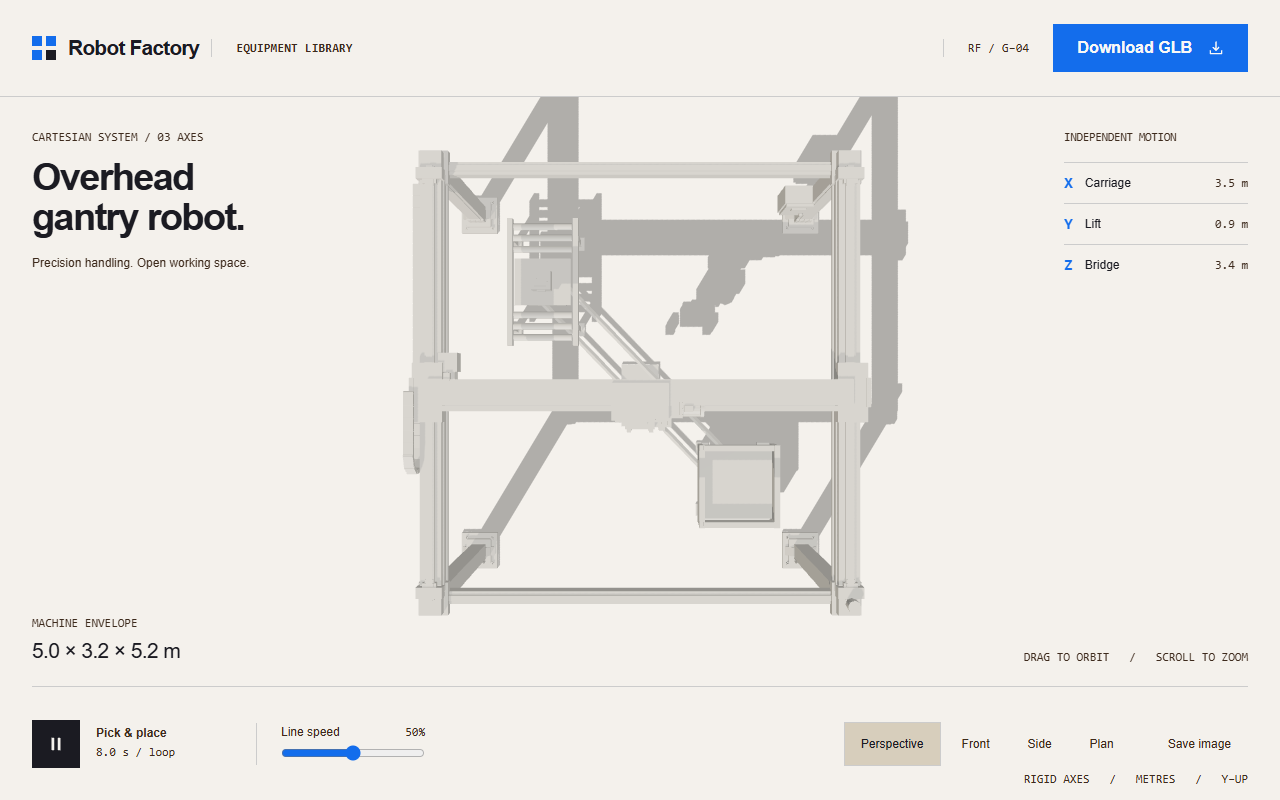 Robot Factory
EQUIPMENT LIBRARY
RF / G-04
Download GLB
CARTESIAN SYSTEM / 03 AXES
Overhead
gantry robot.
Precision handling. Open working space.
INDEPENDENT MOTION
X Carriage 3.5 m
Y Lift 0.9 m
Z Bridge 3.4 m
MACHINE ENVELOPE
5.0 × 3.2 × 5.2 m
DRAG TO ORBIT / SCROLL TO ZOOM
Pick & place
8.0 s / loop
Line speed 50%
Perspective Front Side Plan Save image
RIGID AXES / METRES / Y-UP